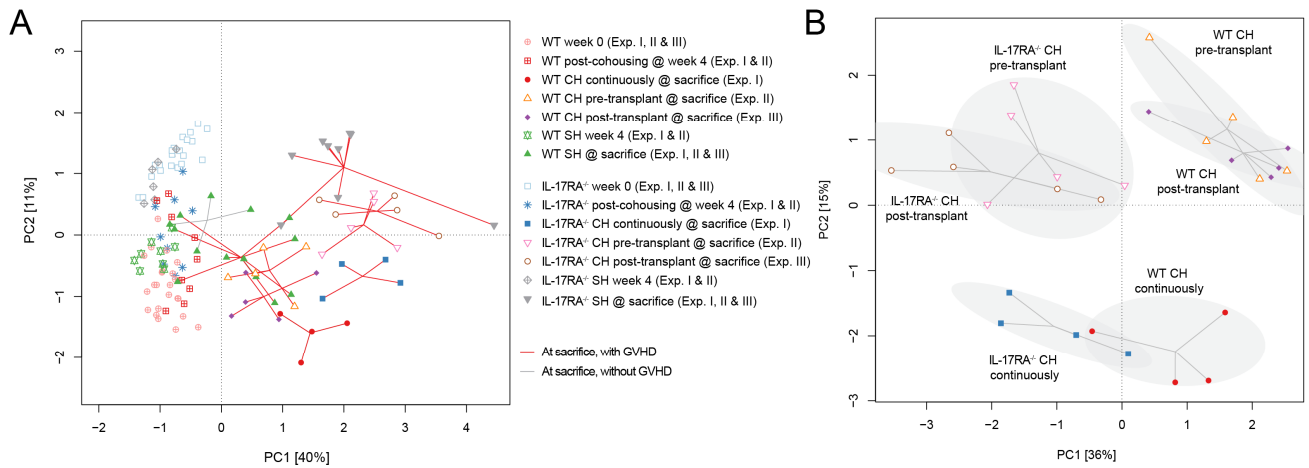 A
3
2
1
0
−1
−2
PC2 [11%]
−2
−1
0
1
2
3
4
PC1 [40%]
WT week 0 (Exp. I, II & III)
WT post-cohousing @ week 4 (Exp. I & II)
WT CH continuously @ sacrifice (Exp. I)
WT CH pre-transplant @ sacrifice (Exp. II)
WT CH post-transplant @ sacrifice (Exp. III)
WT SH week 4 (Exp. I & II)
WT SH @ sacrifice (Exp. I, II & III)
IL-17RA-/- week 0 (Exp. I, II & III)
IL-17RA-/- post-cohousing @ week 4 (Exp. I & II)
IL-17RA-/- CH continuously @ sacrifice (Exp. I)
IL-17RA-/- CH pre-transplant @ sacrifice (Exp. II)
IL-17RA-/- CH post-transplant @ sacrifice (Exp. III)
IL-17RA-/- SH week 4 (Exp. I & II)
IL-17RA-/- SH @ sacrifice (Exp. I, II & III)
At sacrifice, with GVHD
At sacrifice, without GVHD
B
2
1
0
−1
−2
−3
PC2 [15%]
−3
−2
−1
0
1
2
PC1 [36%]
IL-17RA-/- CH
pre-transplant
WT CH
pre-transplant
IL-17RA-/- CH
post-transplant
WT CH
post-transplant
WT CH
continuously
IL-17RA-/- CH
continuously